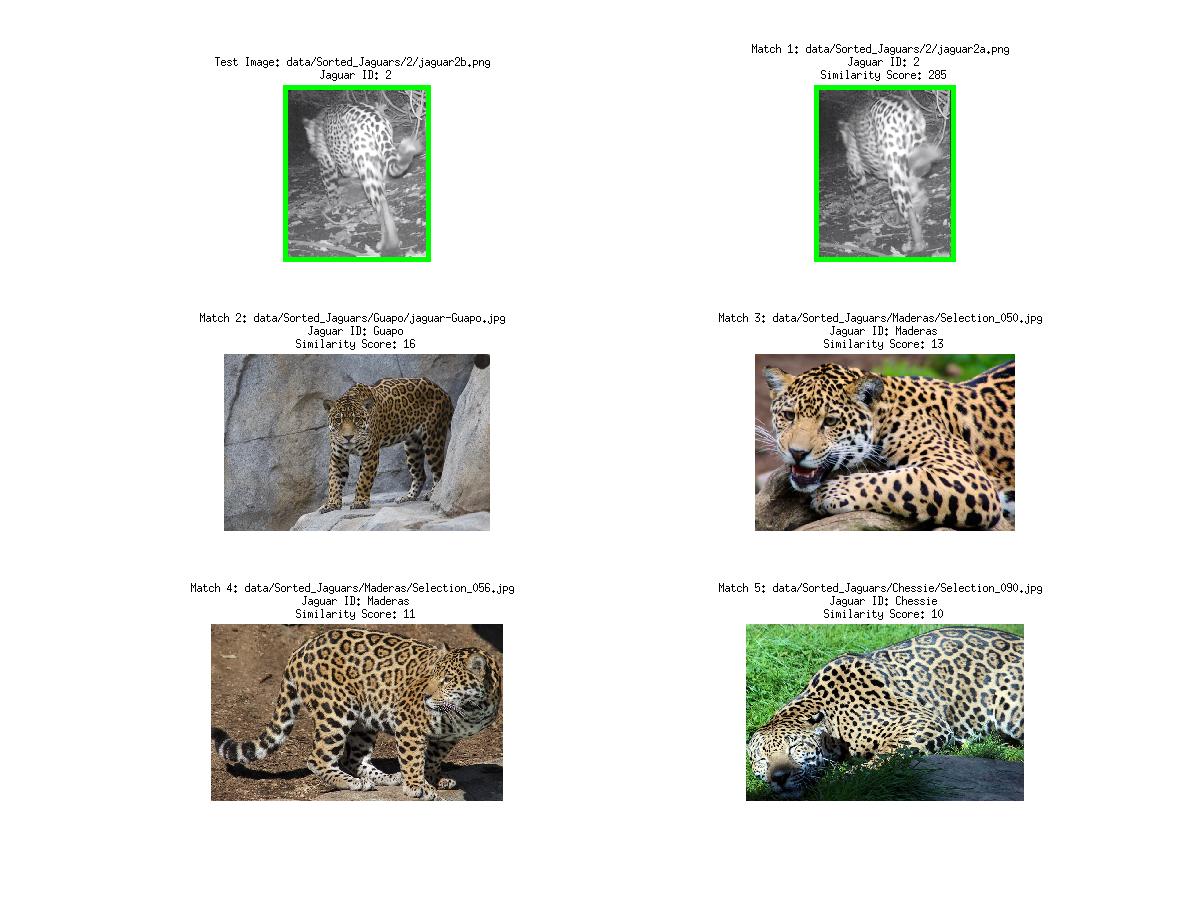 Test Image: data/Sorted_Jaguars/2/jaguar2b.png
Jaguar ID: 2
Match 1: data/Sorted_Jaguars/2/jaguar2a.png
Jaguar ID: 2
Similarity Score: 285
Match 2: data/Sorted_Jaguars/Guapo/jaguar-Guapo.jpg
Jaguar ID: Guapo
Similarity Score: 16
Match 3: data/Sorted_Jaguars/Maderas/Selection_050.jpg
Jaguar ID: Maderas
Similarity Score: 13
Match 4: data/Sorted_Jaguars/Maderas/Selection_056.jpg
Jaguar ID: Maderas
Similarity Score: 11
Match 5: data/Sorted_Jaguars/Chessie/Selection_090.jpg
Jaguar ID: Chessie
Similarity Score: 10